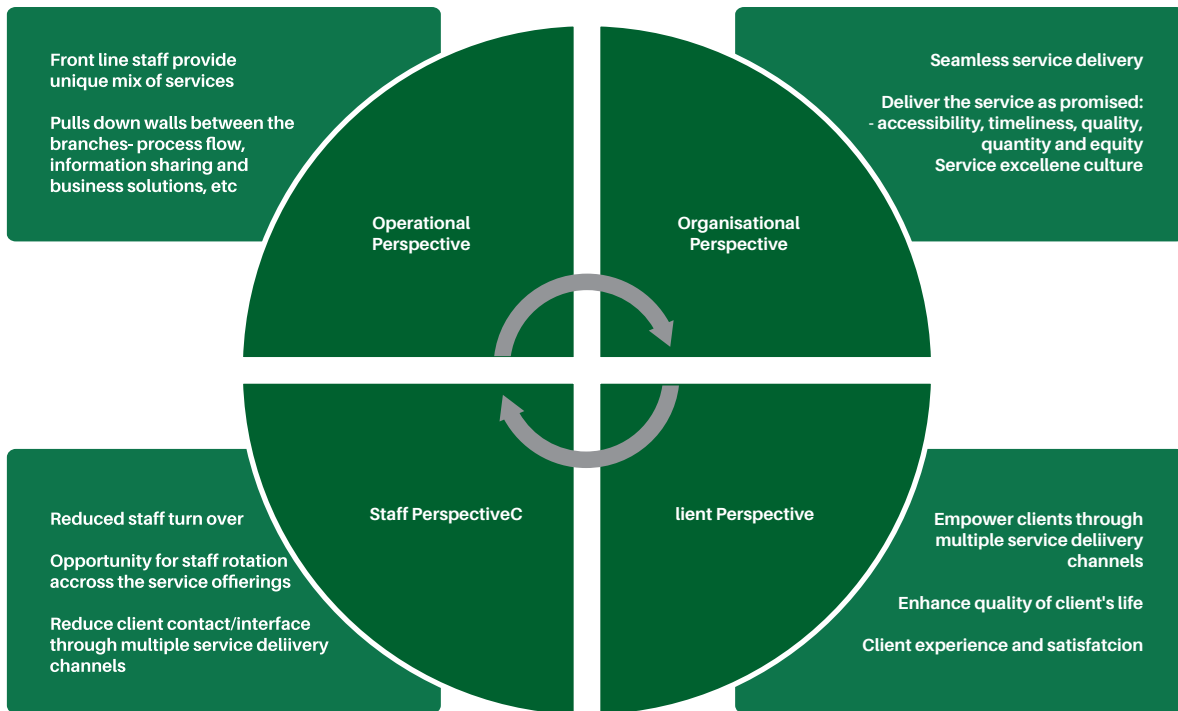 Front line staff provide
unique mix of services
Pulls down walls between the
branches- process flow,
information sharing and
business solutions, etc
Operational
Perspective
Organisational
Perspective
Seamless service delivery
Deliver the service as promised:
- accessibility, timeliness, quality,
quantity and equity
Service excellene culture
Reduced staff turn over
Opportunity for staff rotation
accross the service offierings
Reduce client contact/interface
through multiple service deliivery
channels
Staff PerspectiveC
lient Perspective
Empower clients through
multiple service deliivery
channels
Enhance quality of client's life
Client experience and satisfatcion